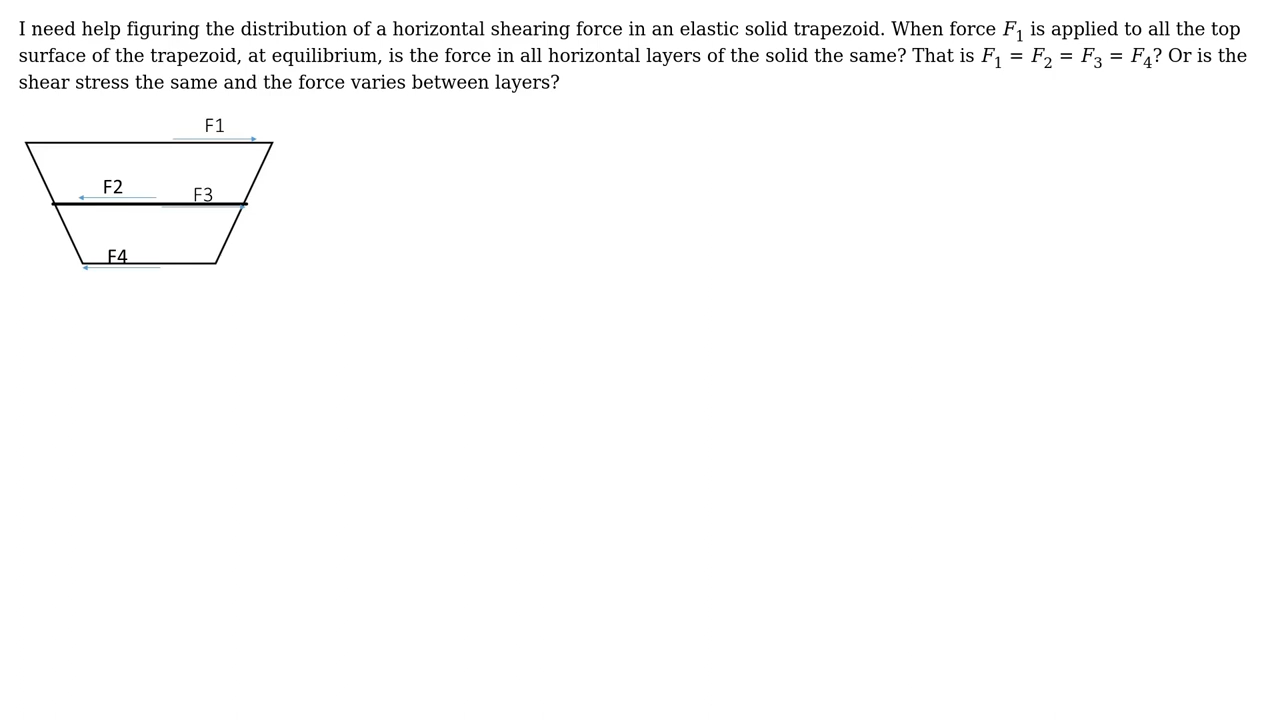 I need help figuring the distribution of a horizontal shearing force in an elastic solid trapezoid. When force F1 is applied to all the top
surface of the trapezoid, at equilibrium, is the force in all horizontal layers of the solid the same? That is F1 = F2 = F3 = F4? Or is the
shear stress the same and the force varies between layers?
F1
F2
F3
F4